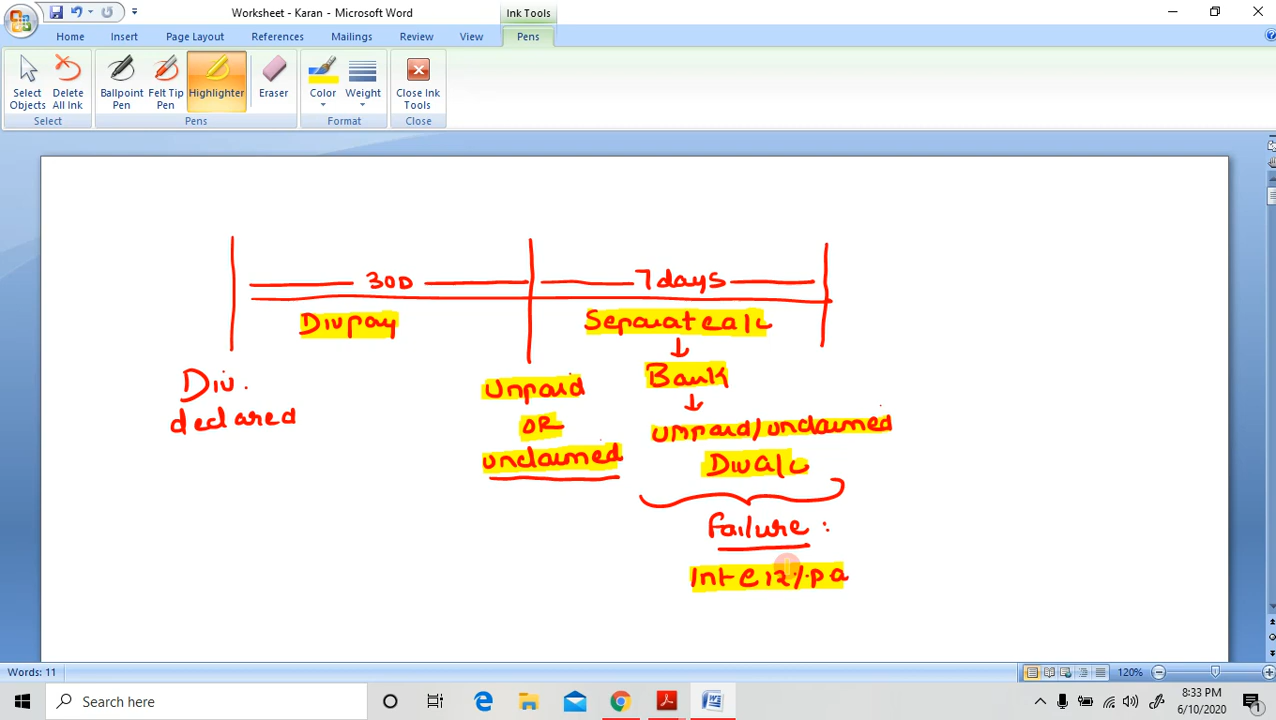 Worksheet - Karan - Microsoft Word
Ink Tools
Home
Insert
Page Layout
References
Mailings
Review
View
Pens
Select Objects
Delete All Ink
Ballpoint Pen
Felt Tip Pen
Highlighter
Eraser
Color
Weight
Close Ink Tools
Select
Pens
Format
Close
30D
7days
Div pay
Separate a/c
Div. declared
Bank
Unpaid
OR
unclaimed
unpaid/unclaimed
Div a/c
Failure :
Int @ 12%pa
Words: 11
120%
Search here
8:33 PM
6/10/2020